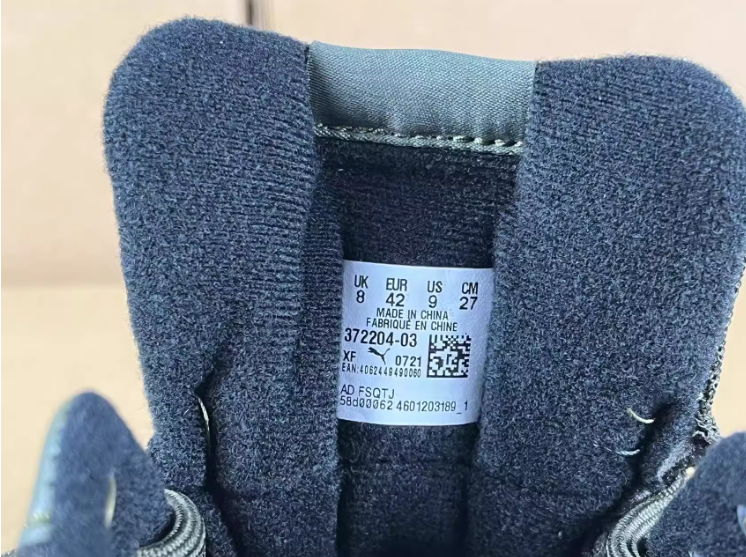 UK EUR US CM
8 42 9 27
MADE IN CHINA
FABRIQUÉ EN CHINE
372204-03
XF 0721
EAN:4062449490060
AD FSQTJ
58d00062 4601203189_1